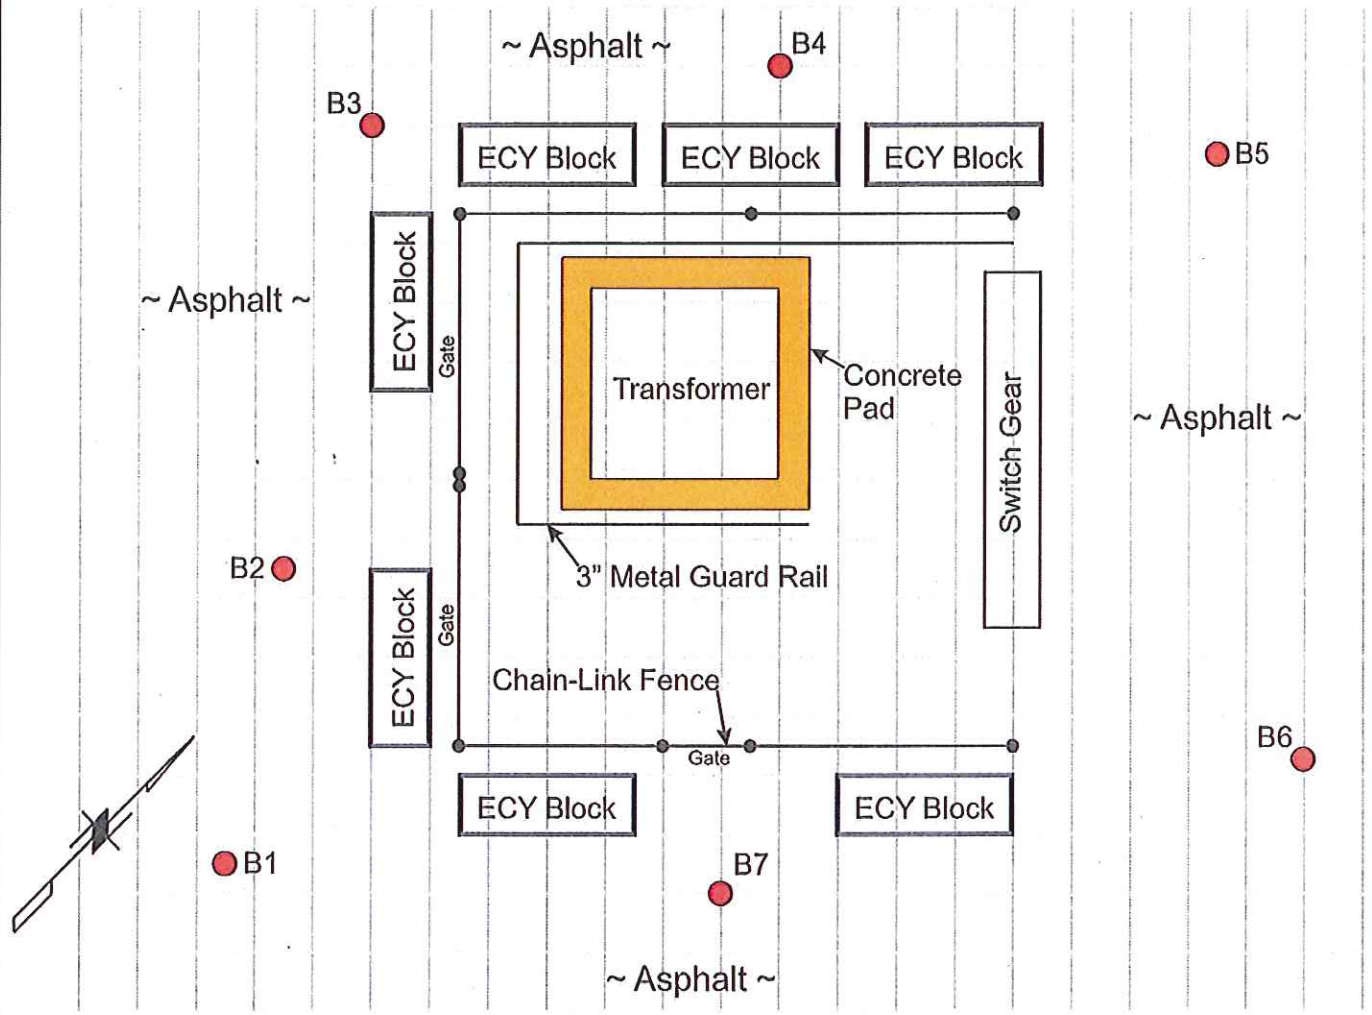 ~ Asphalt ~
B4
B3
ECY Block
ECY Block
ECY Block
B5
ECY Block
~ Asphalt ~
Gate
Transformer
Concrete
Pad
Switch Gear
~ Asphalt ~
B2
3" Metal Guard Rail
ECY Block
Gate
Chain-Link Fence
Gate
B6
ECY Block
ECY Block
B1
B7
~ Asphalt ~